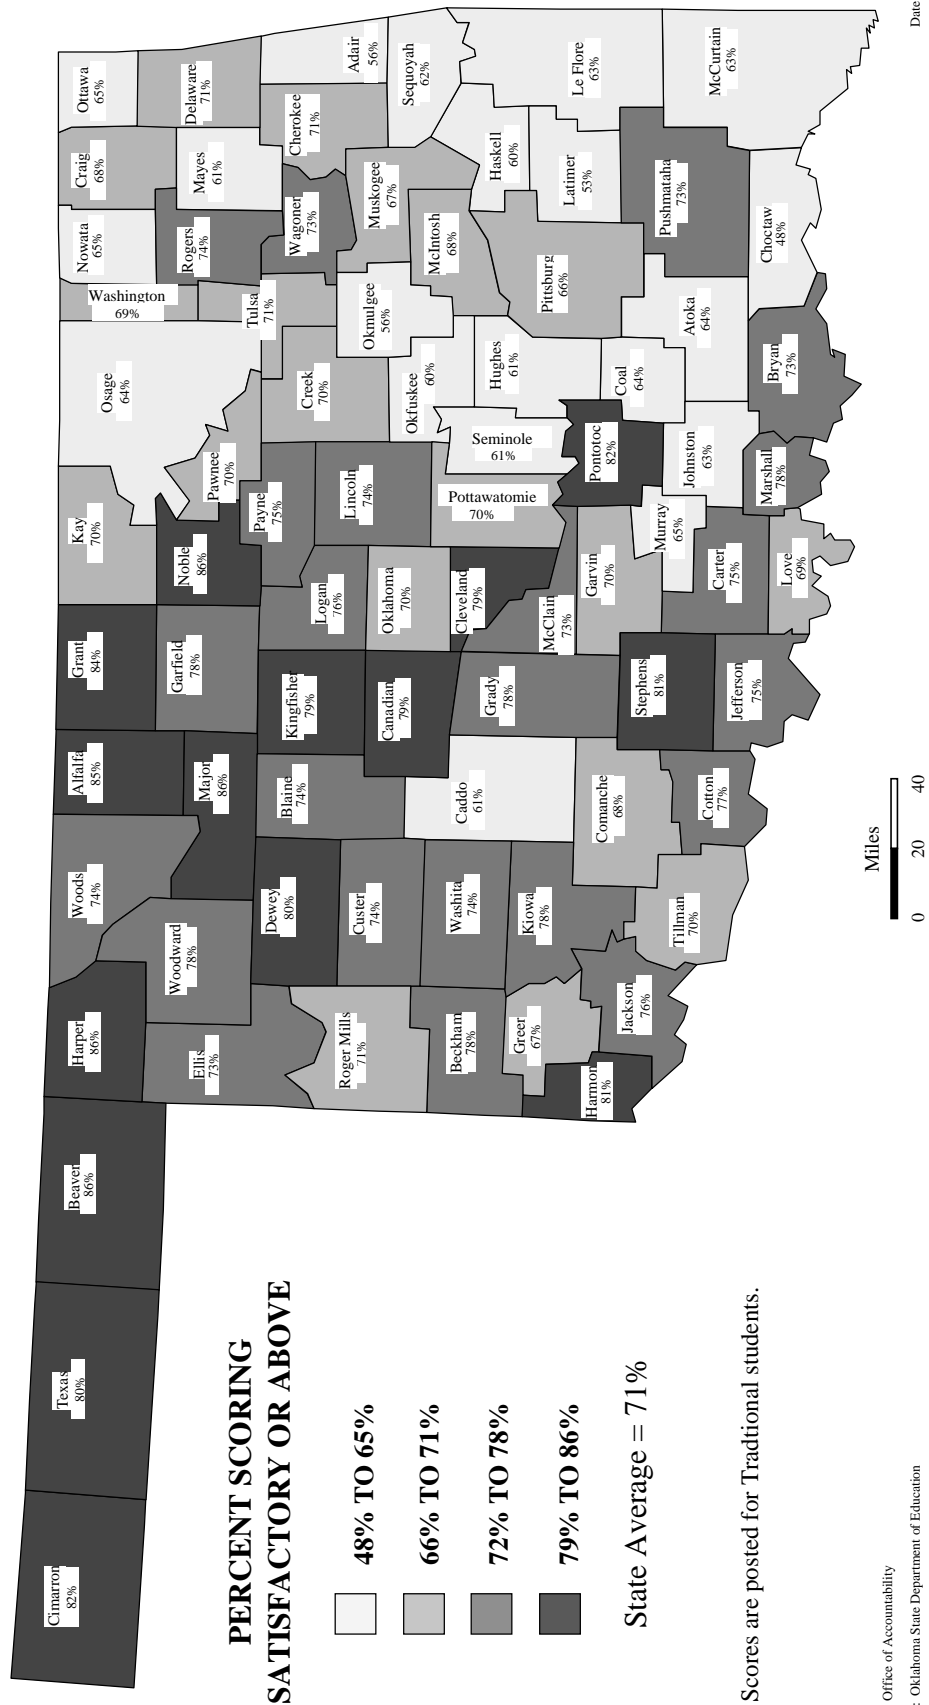 Cimarron
82%
Texas
80%
Beaver
86%
Harper
86%
Woods
74%
Alfalfa
85%
Grant
84%
Kay
70%
Osage
64%
Washington
69%
Nowata
65%
Craig
68%
Ottawa
65%
Ellis
73%
Woodward
78%
Major
86%
Garfield
78%
Noble
86%
Pawnee
70%
Tulsa
71%
Rogers
74%
Mayes
61%
Delaware
71%
Roger Mills
71%
Dewey
80%
Custer
74%
Blaine
74%
Kingfisher
79%
Logan
76%
Payne
75%
Lincoln
74%
Creek
70%
Wagoner
73%
Cherokee
71%
Adair
56%
Beckham
78%
Washita
74%
Caddo
61%
Canadian
79%
Oklahoma
70%
Cleveland
79%
Pottawatomie
70%
Seminole
61%
Okfuskee
60%
Okmulgee
56%
Muskogee
67%
McIntosh
68%
Sequoyah
62%
Haskell
60%
Harmon
81%
Greer
67%
Kiowa
78%
Grady
78%
McClain
73%
Garvin
70%
Pontotoc
82%
Hughes
61%
Pittsburg
66%
Latimer
53%
Le Flore
63%
Jackson
76%
Tillman
70%
Comanche
68%
Stephens
81%
Murray
65%
Johnston
63%
Coal
64%
Atoka
64%
Pushmataha
73%
McCurtain
63%
Cotton
77%
Jefferson
75%
Carter
75%
Love
69%
Marshall
78%
Bryan
73%
Choctaw
48%
PERCENT SCORING
SATISFACTORY OR ABOVE
48% TO 65%
66% TO 71%
72% TO 78%
79% TO 86%
State Average = 71%
Scores are posted for Tradtional students.
Miles
0 20 40
Office of Accountability
: Oklahoma State Department of Education
Date